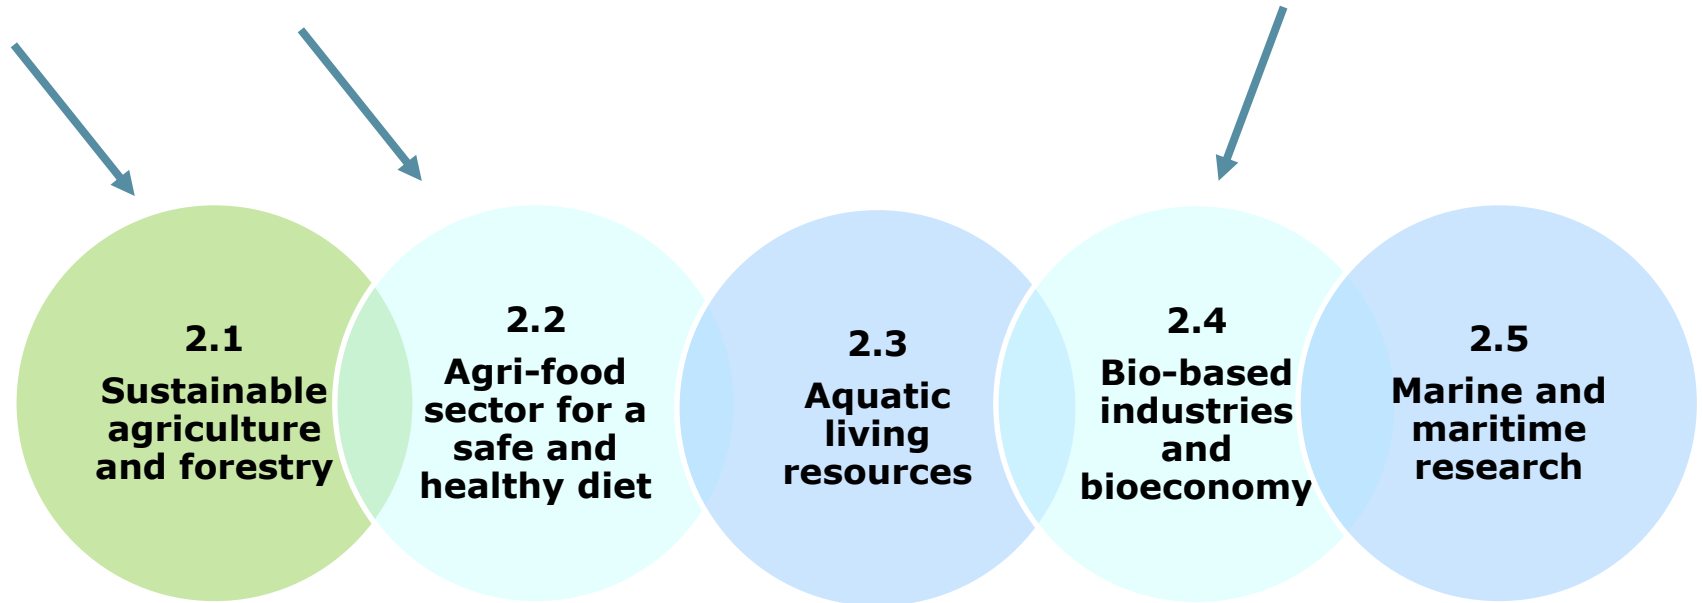 2.1
Sustainable
agriculture
and forestry
2.2
Agri-food
sector for a
safe and
healthy diet
2.3
Aquatic
living
resources
2.4
Bio-based
industries
and
bioeconomy
2.5
Marine and
maritime
research